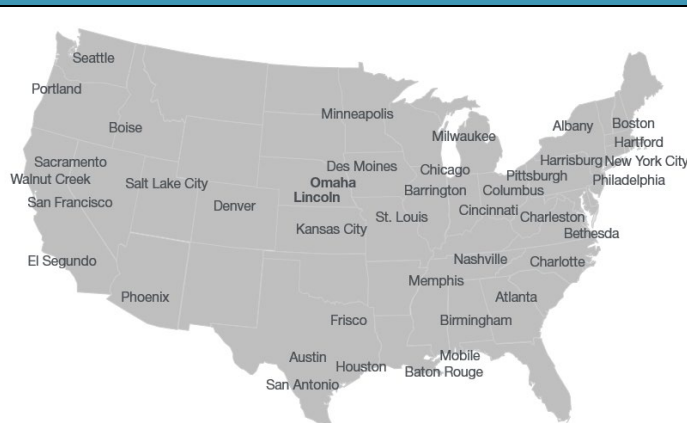 Seattle
Portland
Boise
Minneapolis
Milwaukee
Albany
Boston
Hartford
Sacramento
Walnut Creek
San Francisco
Salt Lake City
Denver
Des Moines
Omaha
Lincoln
Kansas City
Chicago
Barrington
St. Louis
Harrisburg
New York City
Pittsburgh
Columbus
Philadelphia
Cincinnati
Charleston
Bethesda
El Segundo
Phoenix
Nashville
Charlotte
Memphis
Atlanta
Frisco
Birmingham
Austin
Houston
San Antonio
Mobile
Baton Rouge